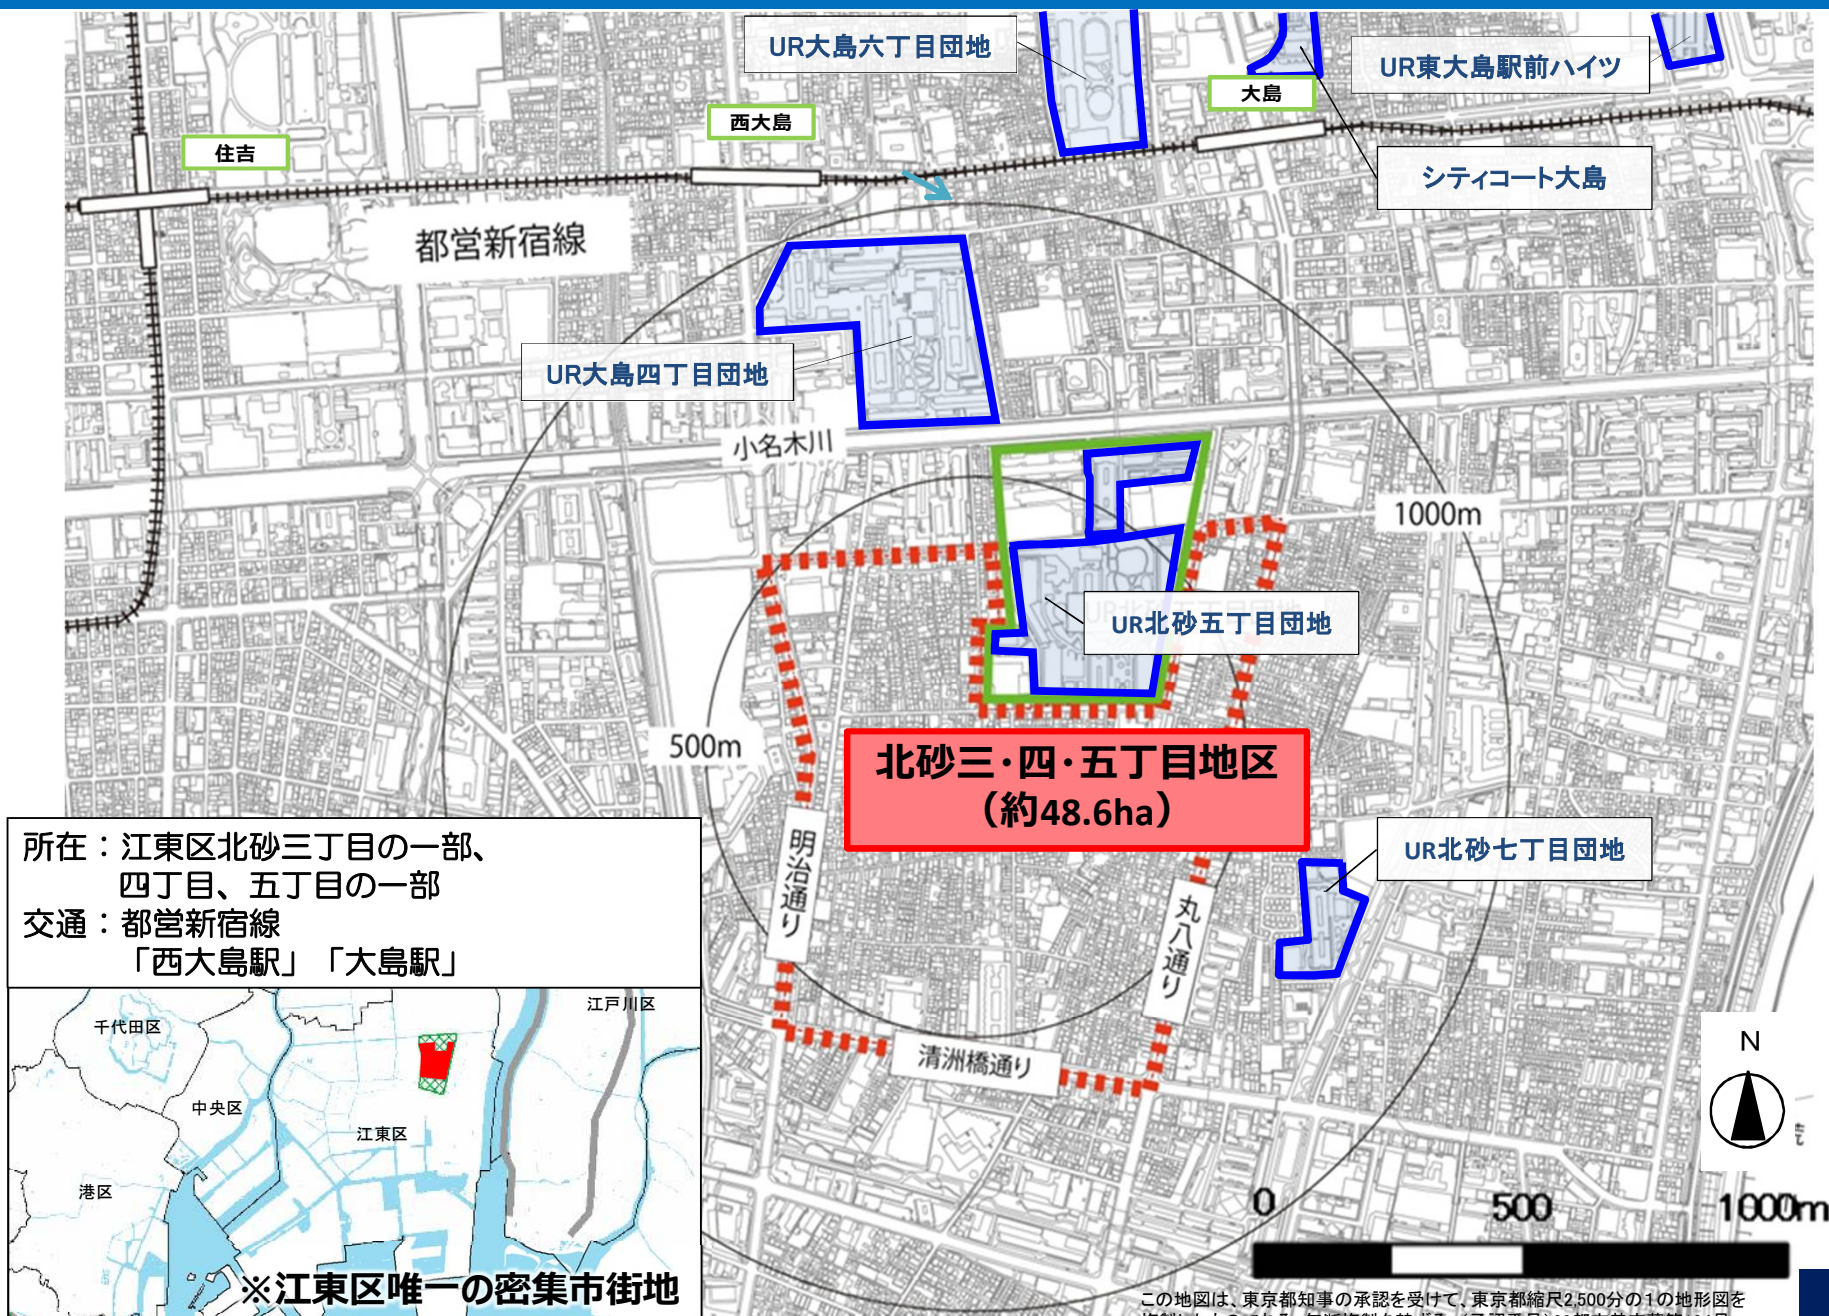 UR大島六丁目団地
UR東大島駅前ハイツ
大島
西大島
住吉
シティコート大島
都営新宿線
UR大島四丁目団地
小名木川
1000m
UR北砂五丁目団地
500m
北砂三・四・五丁目地区
（約48.6ha）
明治通り
丸八通り
UR北砂七丁目団地
清洲橋通り
所在：江東区北砂三丁目の一部、
四丁目、五丁目の一部
交通：都営新宿線
「西大島駅」「大島駅」
千代田区
江戸川区
中央区
江東区
港区
※江東区唯一の密集市街地
N
0 500 1000m
この地図は、東京都知事の承認を受けて、東京都縮尺2,500分の1の地形図を